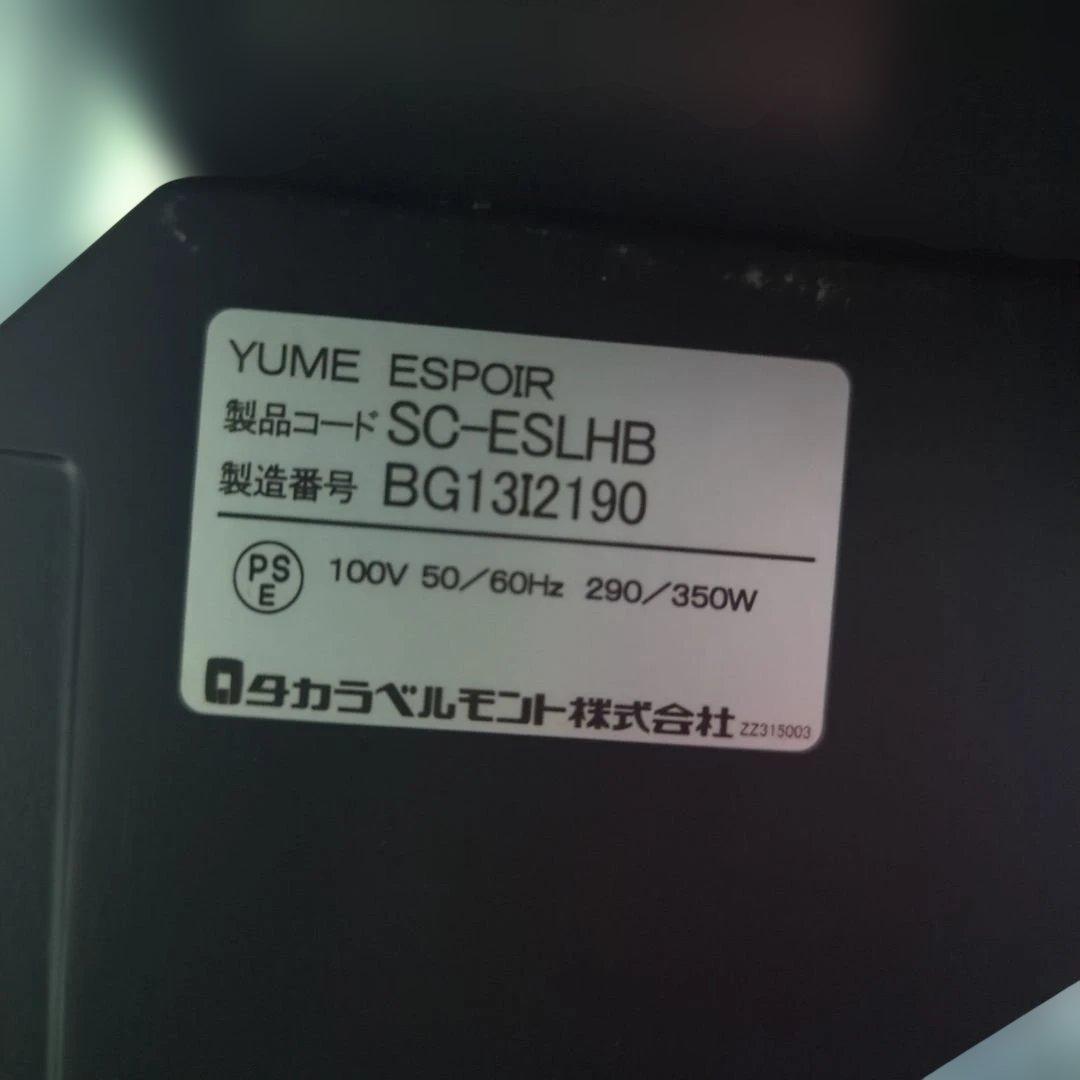 YUME ESPOIR
製品コード SC-ESLHB
製造番号 BG13I2190
PS
E
100V 50/60Hz 290/350W
タカラベルモント株式会社 ZZ315003